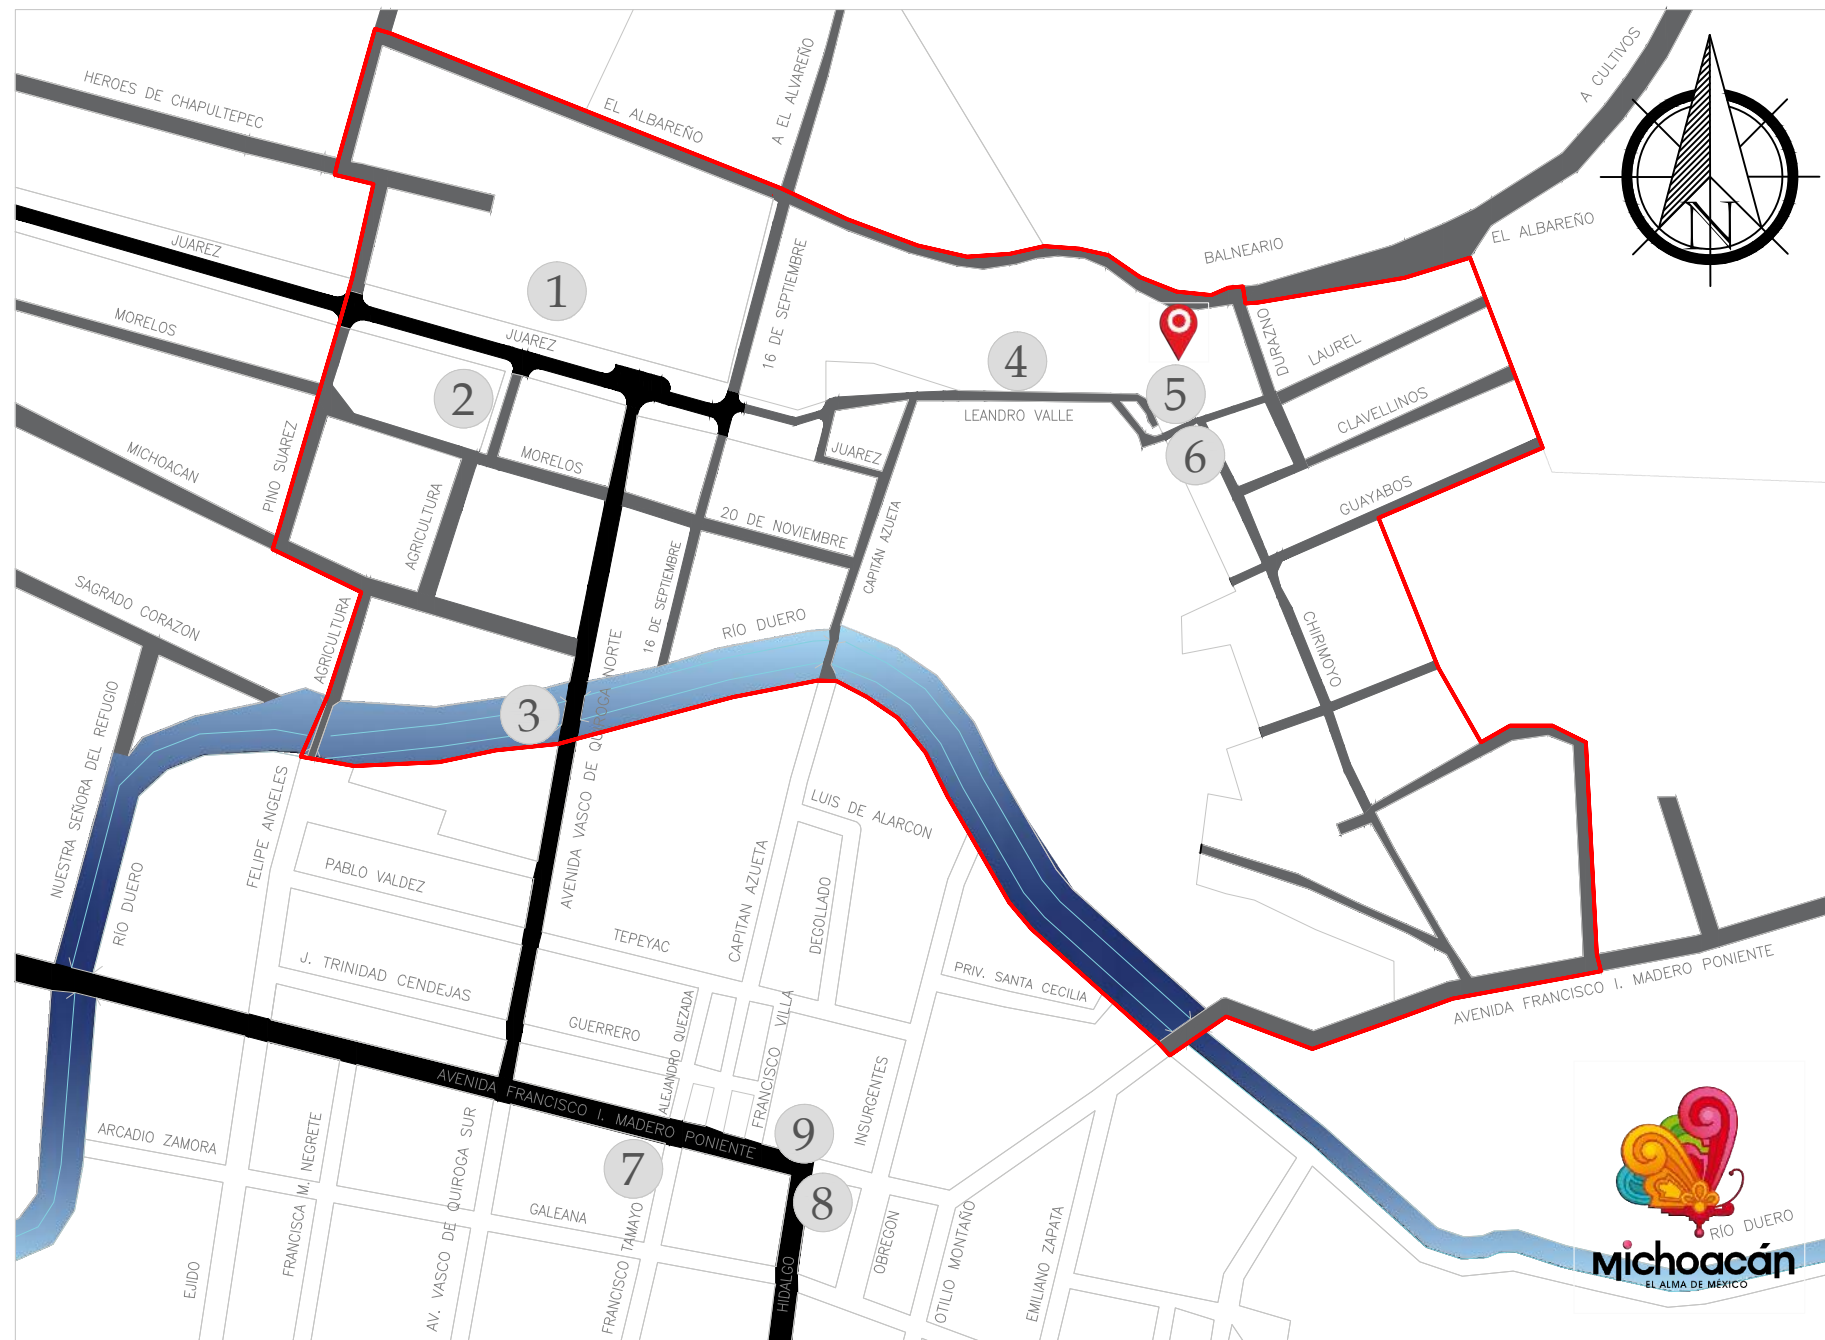 HEROES DE CHAPULTEPEC
EL ALBAREÑO
A EL ALVAREÑO
A CULTIVOS
N
JUAREZ
BALNEARIO
EL ALBAREÑO
1
16 DE SEPTIEMBRE
MORELOS
JUAREZ
DURAZNO
LAUREL
4
2
5
LEANDRO VALLE
CLAVELLINOS
MICHOACAN
PINO SUAREZ
MORELOS
JUAREZ
6
AGRICULTURA
20 DE NOVIEMBRE
GUAYABOS
CAPITÁN AZUETA
SAGRADO CORAZON
AGRICULTURA
16 DE SEPTIEMBRE
RÍO DUERO
CHIRIMOYO
3
NUESTRA SEÑORA DEL REFUGIO
AVENIDA VASCO DE QUIROGA NORTE
FELIPE ANGELES
LUIS DE ALARCON
PABLO VALDEZ
RÍO DUERO
CAPITAN AZUETA
DEGOLLADO
TEPEYAC
J. TRINIDAD CENDEJAS
PRIV. SANTA CECILIA
AVENIDA FRANCISCO I. MADERO PONIENTE
GUERRERO
ALEJANDRO QUEZADA
FRANCISCO VILLA
AVENIDA FRANCISCO I. MADERO PONIENTE
INSURGENTES
9
ARCADIO ZAMORA
FRANCISCA M. NEGRETE
AV. VASCO DE QUIROGA SUR
7
8
GALEANA
FRANCISCO TAMAYO
OBREGON
OTILIO MONTAÑO
EMILIANO ZAPATA
EJIDO
HIDALGO
RÍO DUERO
Michoacán
EL ALMA DE MÉXICO